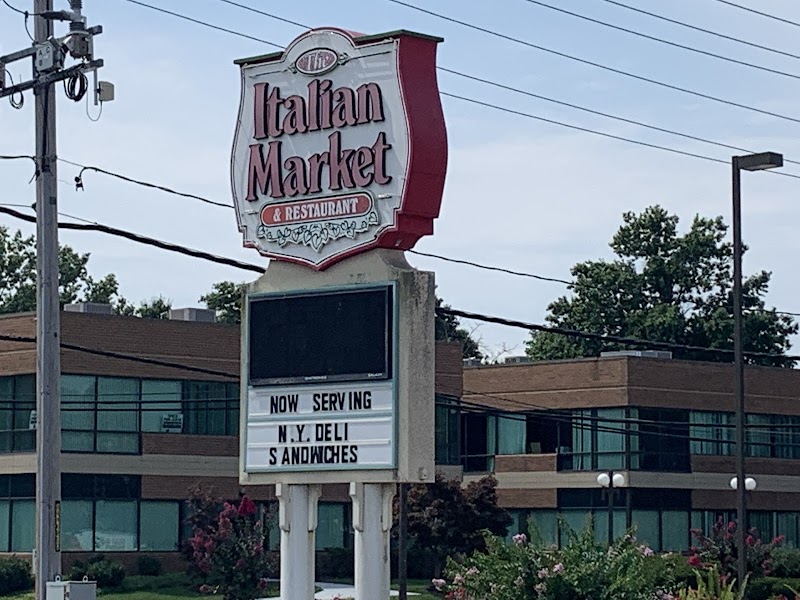 The
Italian
Market
& RESTAURANT
NOW SERVING
N.Y. DELI
SANDWICHES